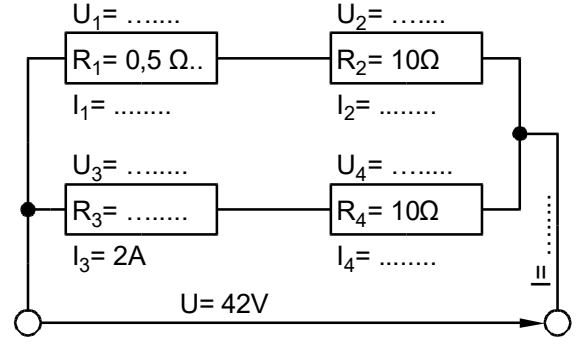 U1= ........
U2= ........
R1= 0,5 Ω..
R2= 10Ω
I1= ........
I2= ........
U3= ........
U4= ........
R3= ........
R4= 10Ω
I3= 2A
I4= ........
I= ..........
U= 42V